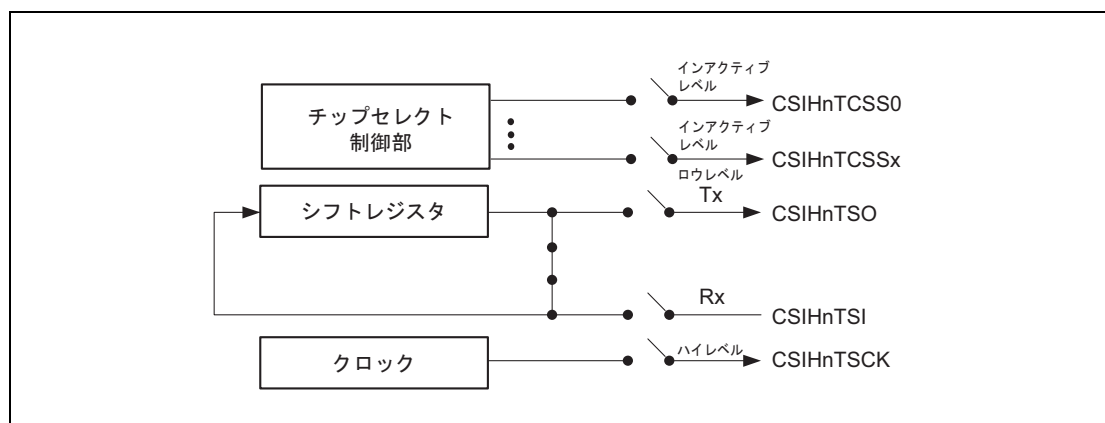 チップセレクト
制御部
インアクティブ
レベル
CSIHnTCSS0
インアクティブ
レベル
CSIHnTCSSx
シフトレジスタ
ロウレベル
Tx
CSIHnTSO
Rx
CSIHnTSI
クロック
ハイレベル
CSIHnTSCK